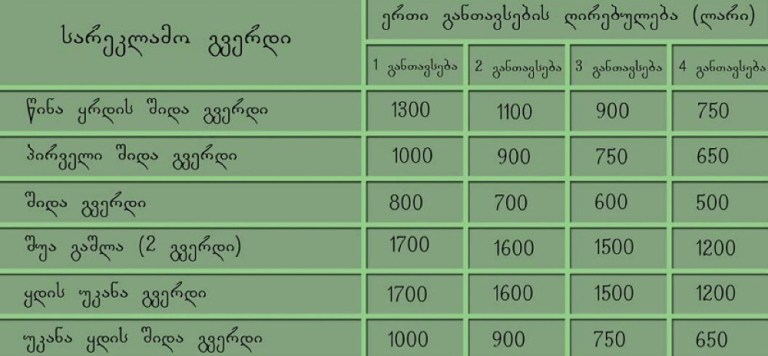 სარეკლამო გვერდი
ერთი განთავსების ღირებულება (ლარი)
1 განთავსება 2 განთავსება 3 განთავსება 4 განთავსება
წინა ყრდის შიდა გვერდი 1300 1100 900 750
პირველი შიდა გვერდი 1000 900 750 650
შიდა გვერდი 800 700 600 500
შუა გაშლა (2 გვერდი) 1700 1600 1500 1200
ყდის უკანა გვერდი 1700 1600 1500 1200
უკანა ყდის შიდა გვერდი 1000 900 750 650